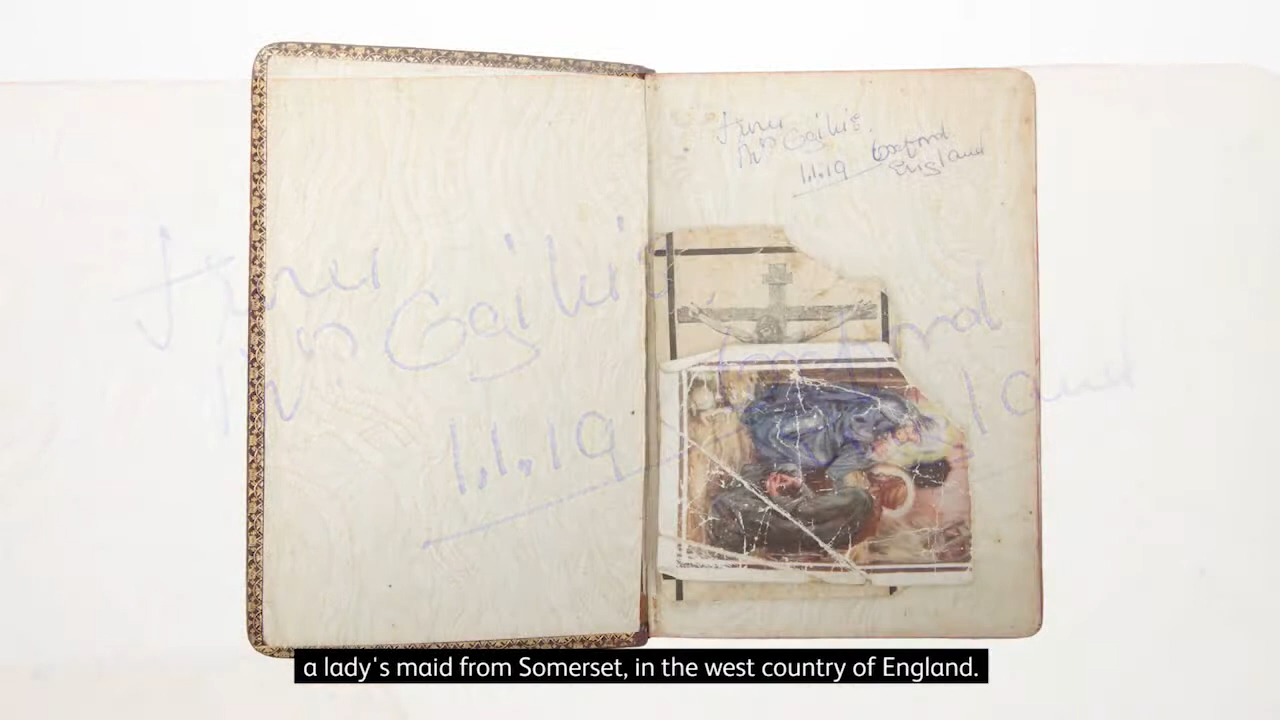 1.1.19 Oxford
England
a lady's maid from Somerset, in the west country of England.